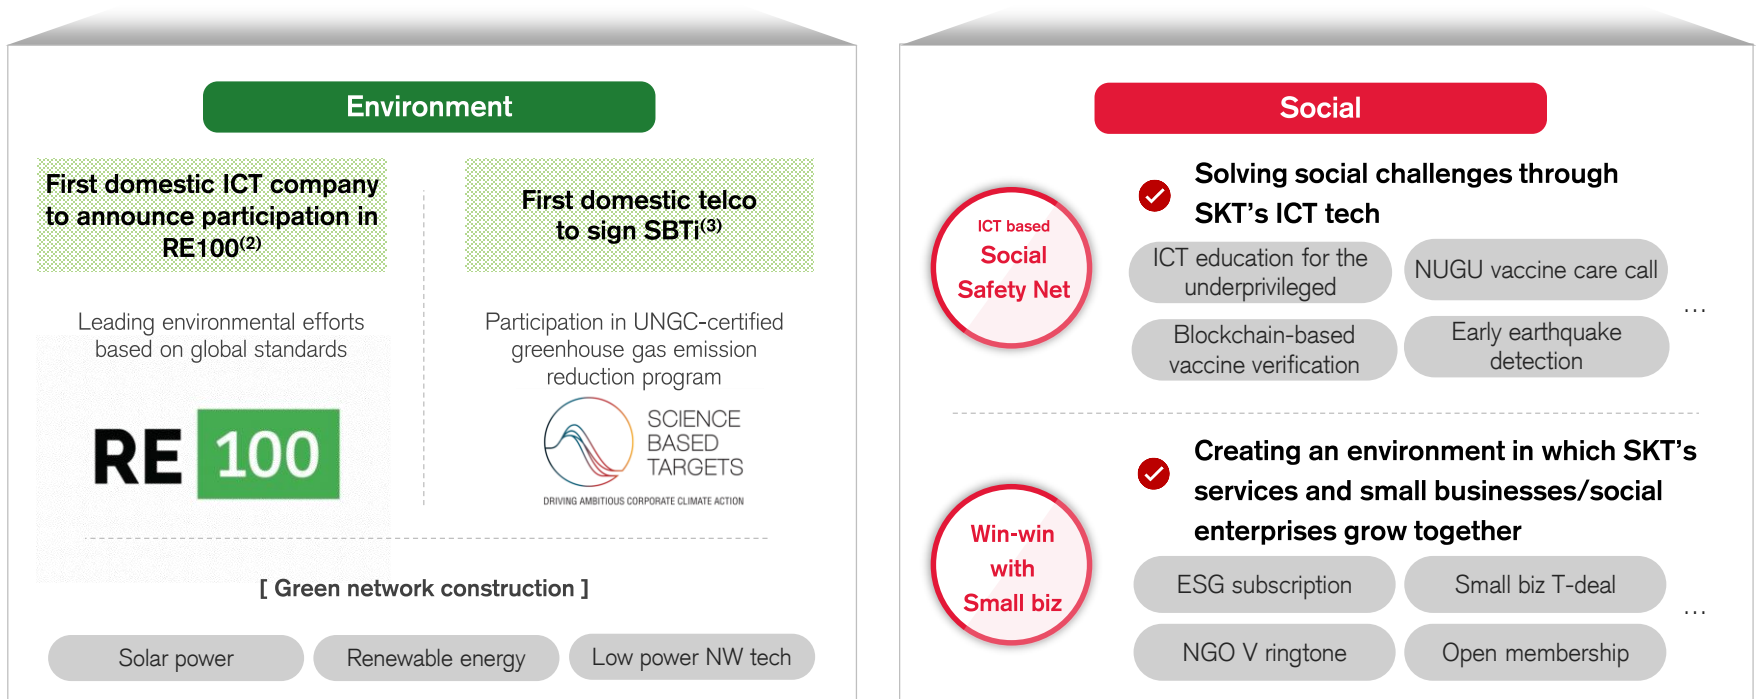 Environment
First domestic ICT company
to announce participation in
RE100(2)
Leading environmental efforts
based on global standards
RE 100
First domestic telco
to sign SBTi(3)
Participation in UNGC-certified
greenhouse gas emission
reduction program
SCIENCE
BASED
TARGETS
DRIVING AMBITIOUS CORPORATE CLIMATE ACTION
[ Green network construction ]
Solar power
Renewable energy
Low power NW tech
Social
ICT based
Social
Safety Net
Solving social challenges through
SKT's ICT tech
ICT education for the
underprivileged
NUGU vaccine care call
Blockchain-based
vaccine verification
Early earthquake
detection
...
Win-win
with
Small biz
Creating an environment in which SKT's
services and small businesses/social
enterprises grow together
ESG subscription
Small biz T-deal
NGO V ringtone
Open membership
...